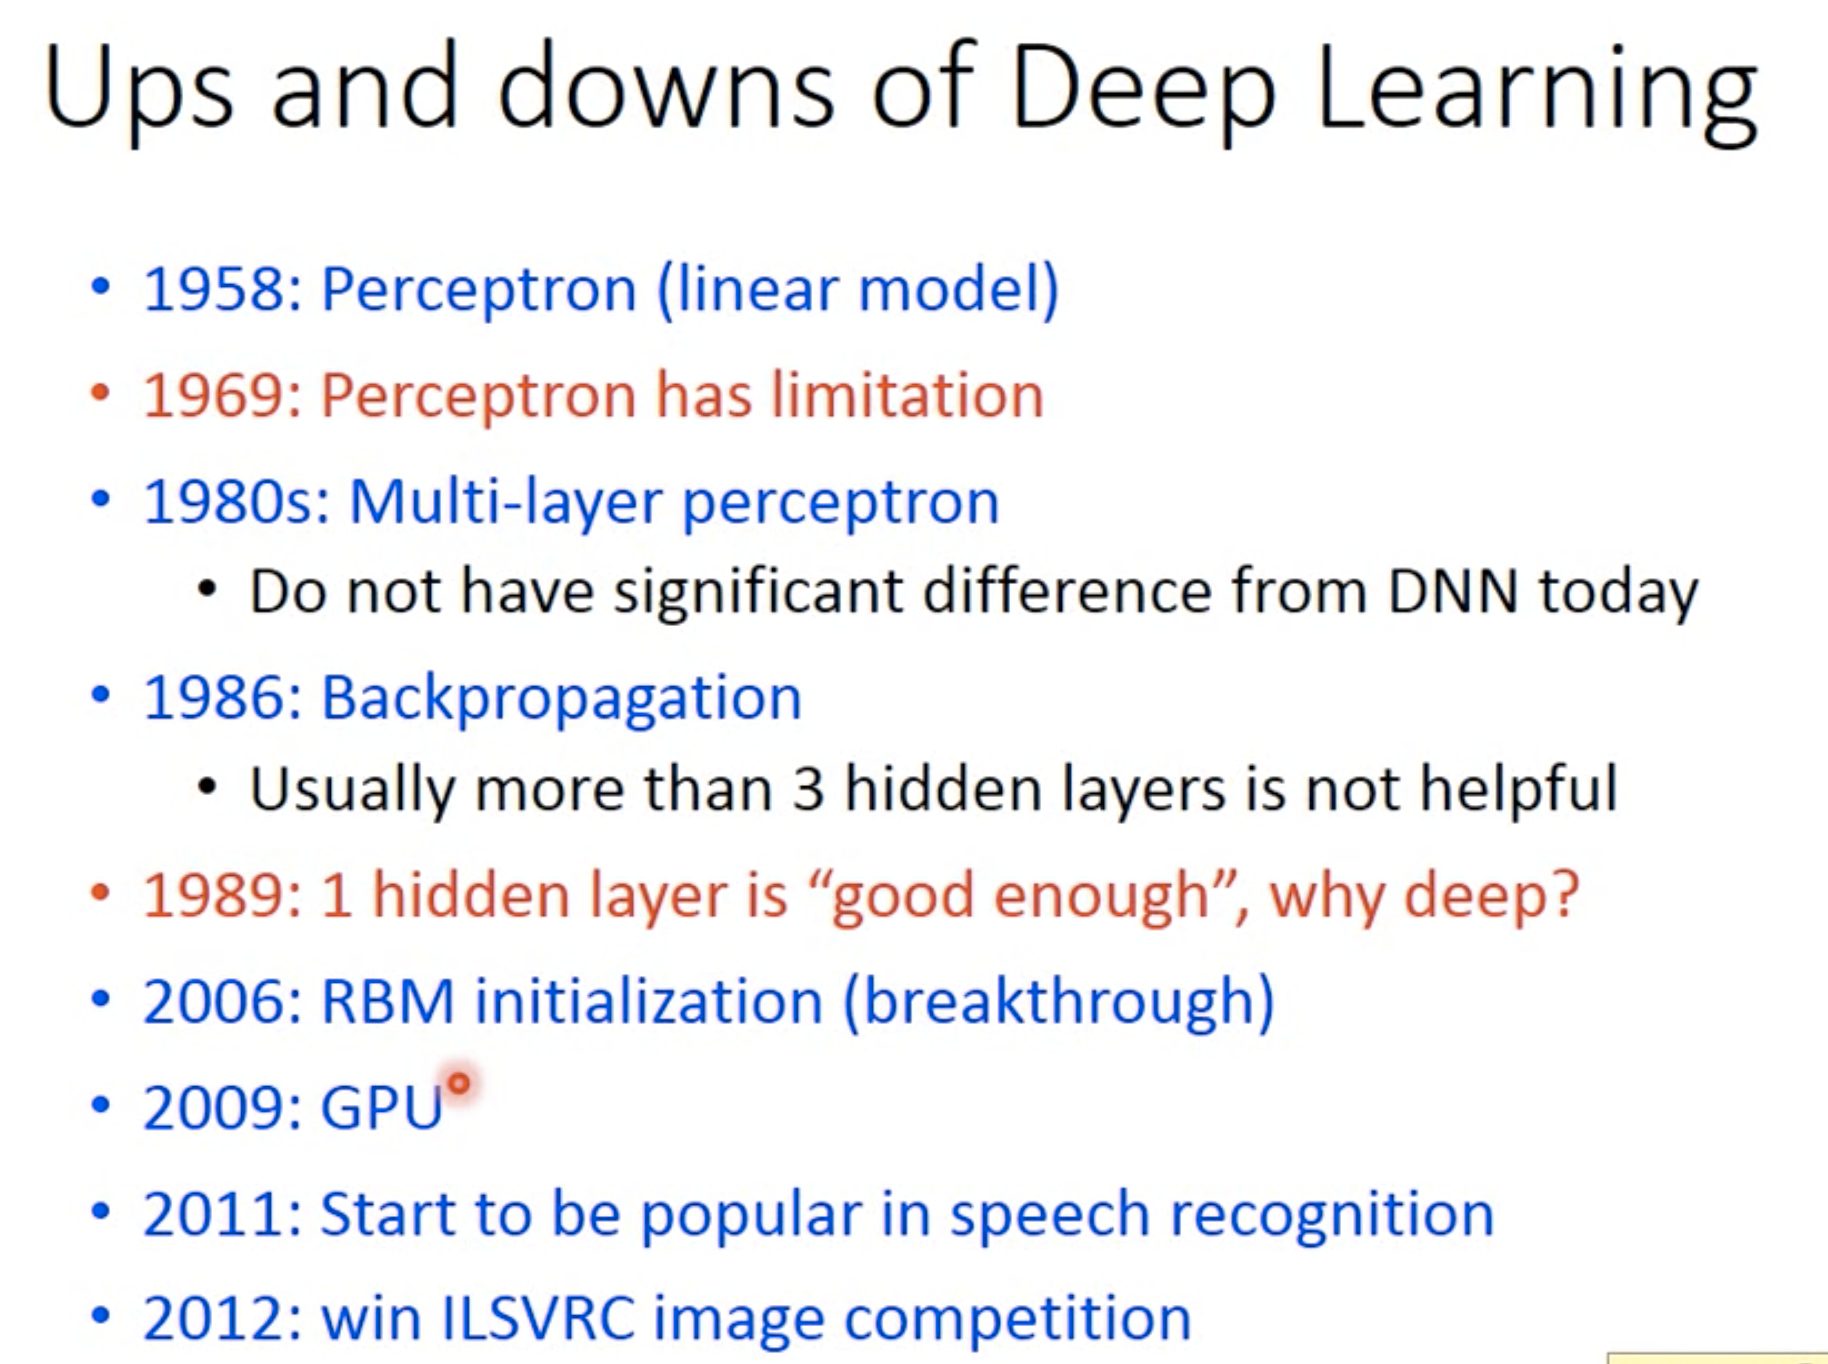 Ups and downs of Deep Learning
• 1958: Perceptron (linear model)
• 1969: Perceptron has limitation
• 1980s: Multi-layer perceptron
• Do not have significant difference from DNN today
• 1986: Backpropagation
• Usually more than 3 hidden layers is not helpful
• 1989: 1 hidden layer is “good enough”, why deep?
• 2006: RBM initialization (breakthrough)
• 2009: GPU
• 2011: Start to be popular in speech recognition
• 2012: win ILSVRC image competition